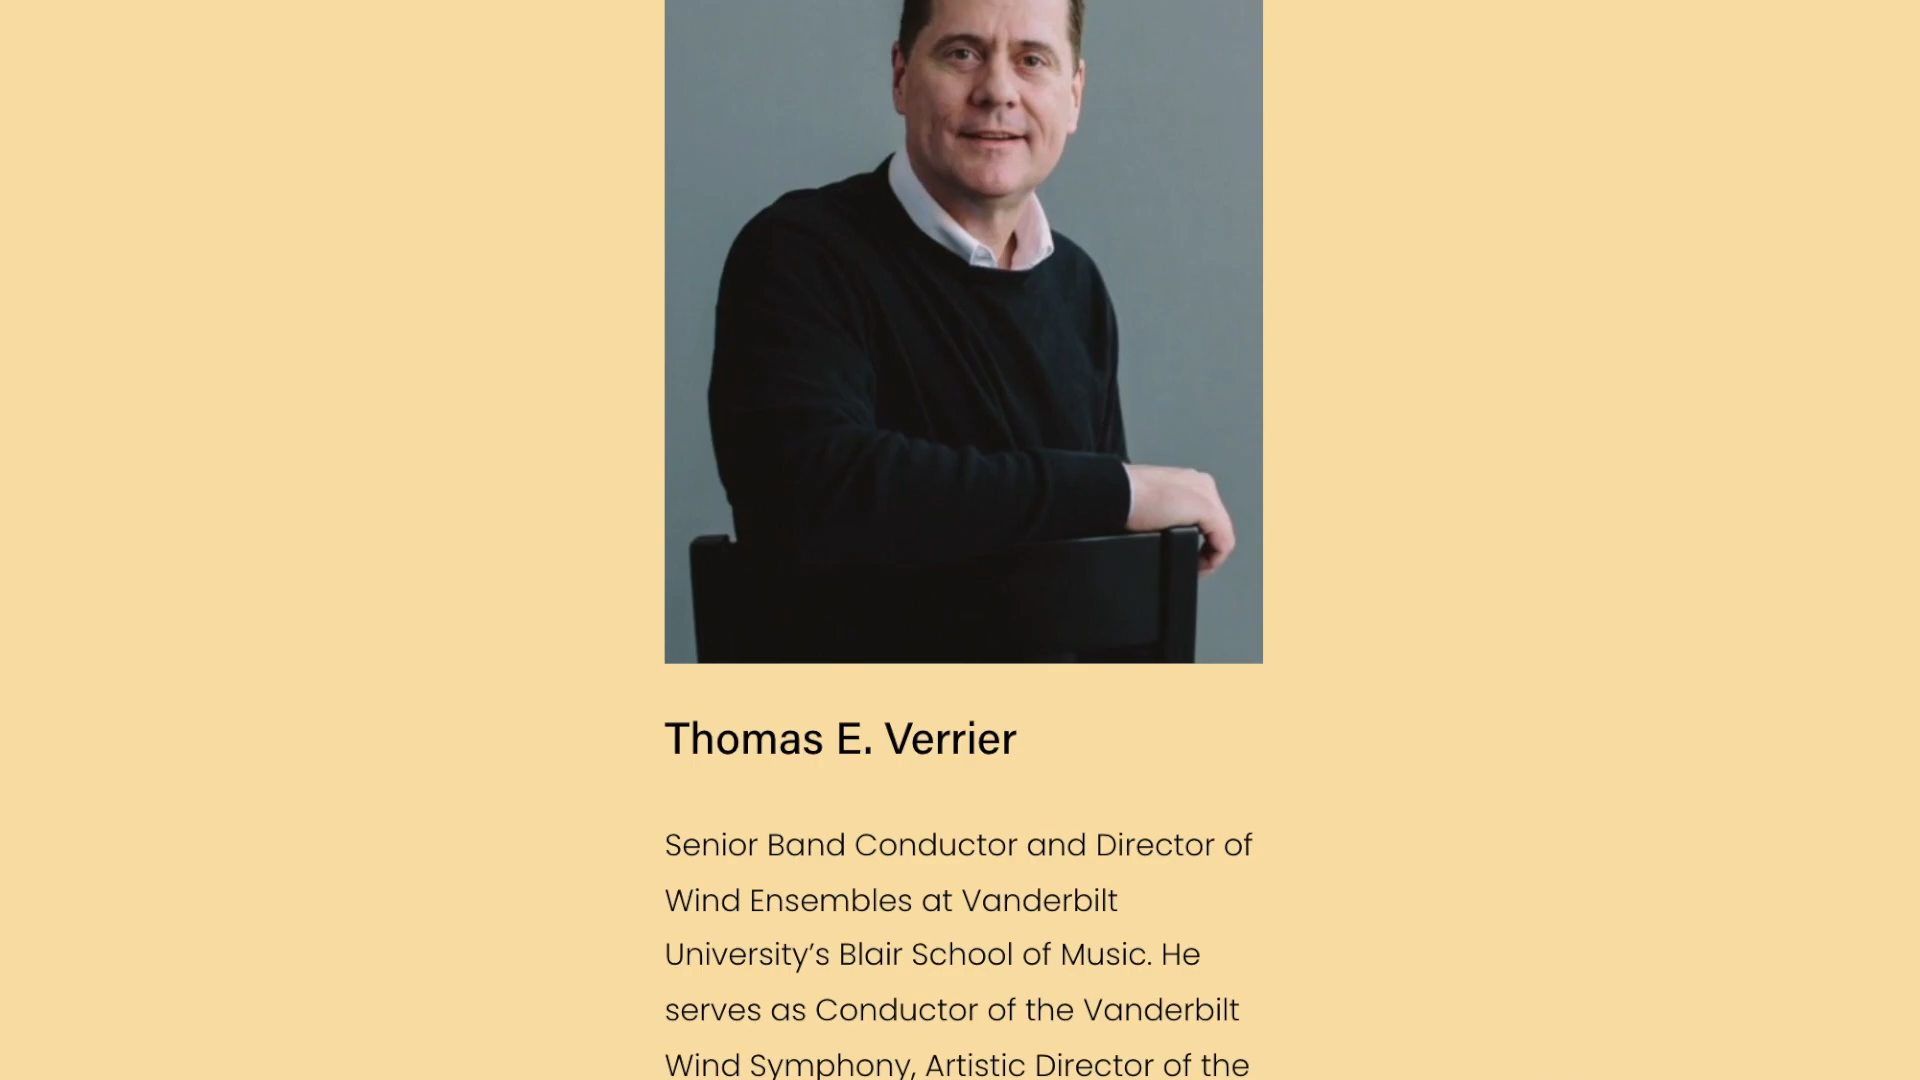 Thomas E. Verrier
Senior Band Conductor and Director of
Wind Ensembles at Vanderbilt
University’s Blair School of Music. He
serves as Conductor of the Vanderbilt
Wind Symphony, Artistic Director of the